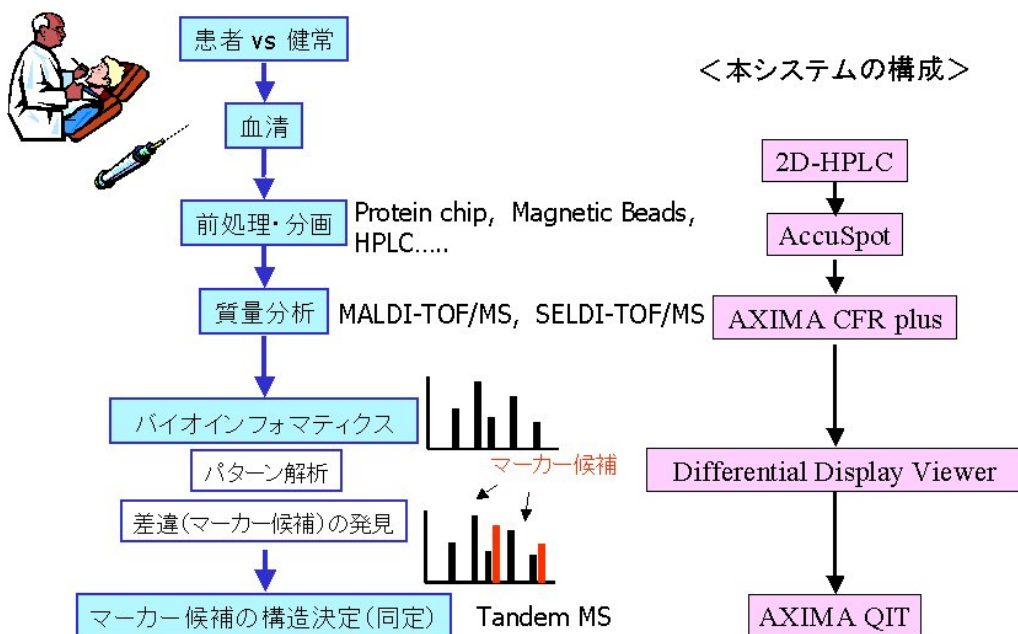 患者 vs 健常
血清
前処理・分画
Protein chip, Magnetic Beads,
HPLC.....
質量分析
MALDI-TOF/MS, SELDI-TOF/MS
バイオインフォマティクス
パターン解析
マーカー候補
差違(マーカー候補)の発見
マーカー候補の構造決定(同定)
Tandem MS
＜本システムの構成＞
2D-HPLC
AccuSpot
AXIMA CFR plus
Differential Display Viewer
AXIMA QIT